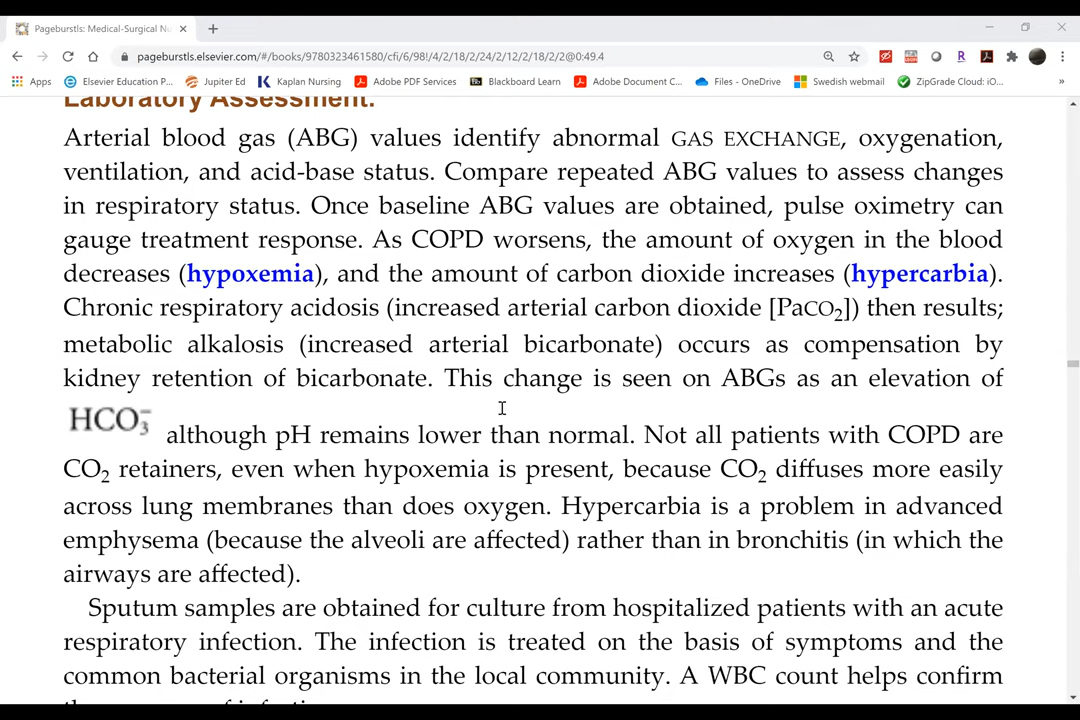 Pageburstls: Medical-Surgical Nu
pageburstls.elsevier.com/#/books/9780323461580/cfi/6/98!/4/2/18/2/24/2/12/2/18/2/2@0:49.4
Apps Elsevier Education P... Jupiter Ed Kaplan Nursing Adobe PDF Services Blackboard Learn Adobe Document C... Files - OneDrive Swedish webmail ZipGrade Cloud: iO... »
Laboratory Assessment.
Arterial blood gas (ABG) values identify abnormal GAS EXCHANGE, oxygenation,
ventilation, and acid-base status. Compare repeated ABG values to assess changes
in respiratory status. Once baseline ABG values are obtained, pulse oximetry can
gauge treatment response. As COPD worsens, the amount of oxygen in the blood
decreases (hypoxemia), and the amount of carbon dioxide increases (hypercarbia).
Chronic respiratory acidosis (increased arterial carbon dioxide [PaCO₂]) then results;
metabolic alkalosis (increased arterial bicarbonate) occurs as compensation by
kidney retention of bicarbonate. This change is seen on ABGs as an elevation of
HCO₃⁻ although pH remains lower than normal. Not all patients with COPD are
CO₂ retainers, even when hypoxemia is present, because CO₂ diffuses more easily
across lung membranes than does oxygen. Hypercarbia is a problem in advanced
emphysema (because the alveoli are affected) rather than in bronchitis (in which the
airways are affected).
Sputum samples are obtained for culture from hospitalized patients with an acute
respiratory infection. The infection is treated on the basis of symptoms and the
common bacterial organisms in the local community. A WBC count helps confirm